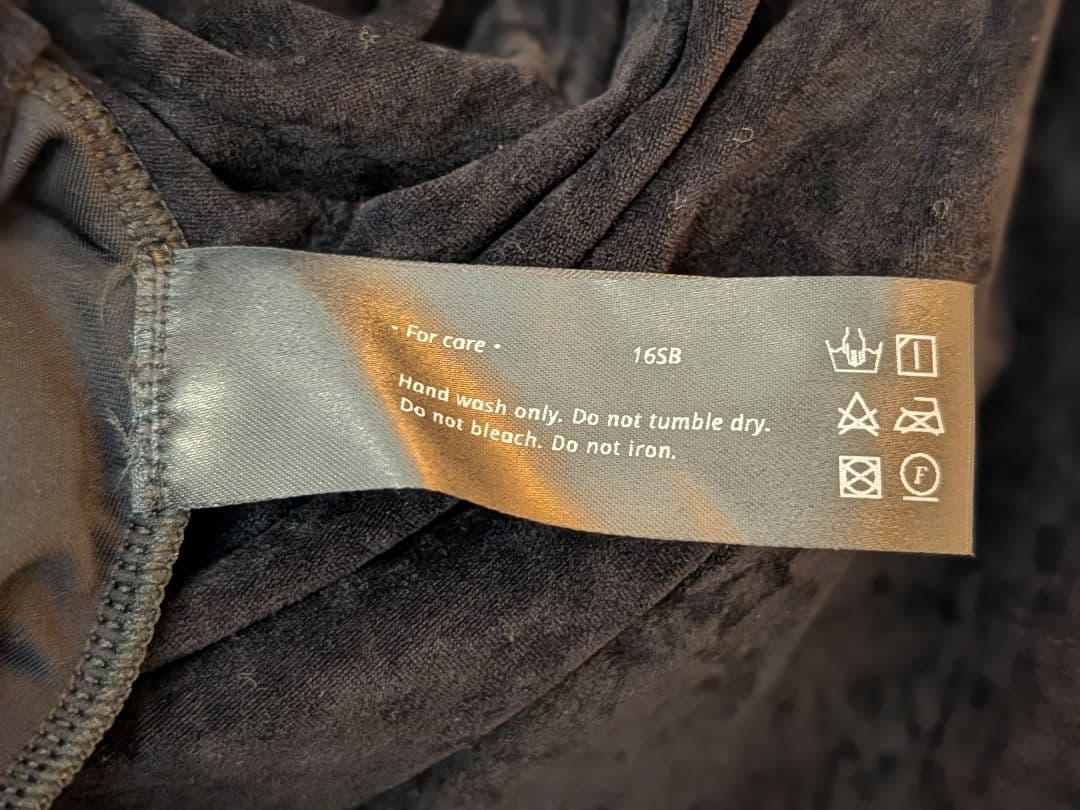 - For care -
16SB
Hand wash only. Do not tumble dry.
Do not bleach. Do not iron.
F